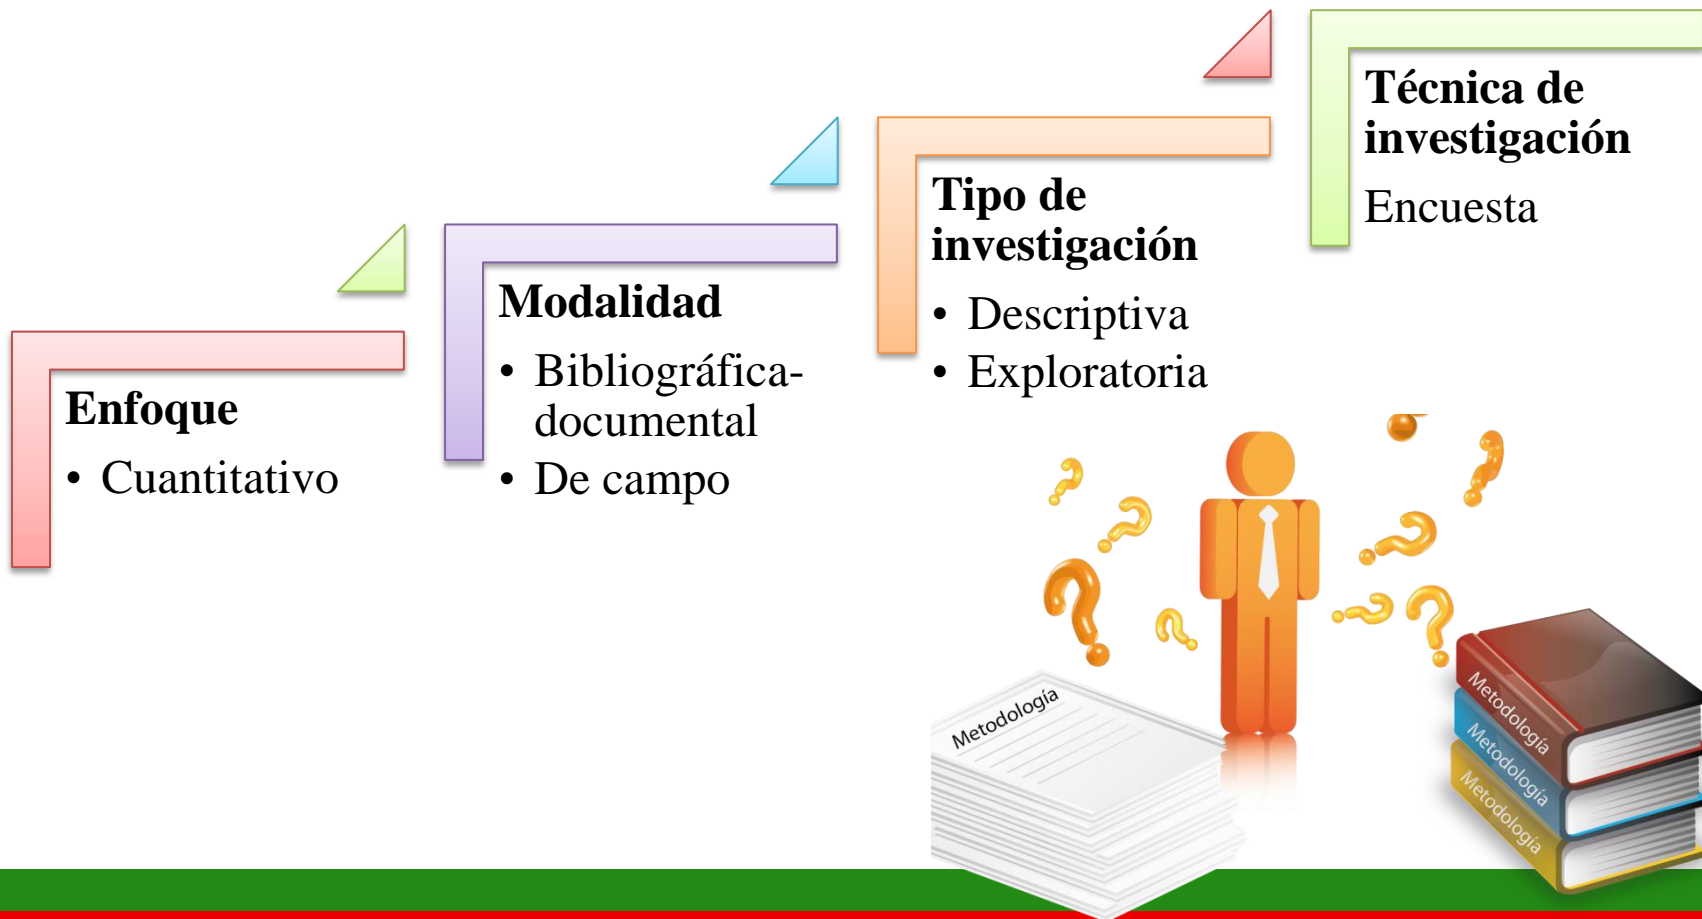 Enfoque
• Cuantitativo
Modalidad
• Bibliográfica-
documental
• De campo
Tipo de
investigación
• Descriptiva
• Exploratoria
Técnica de
investigación
Encuesta
Metodología
Metodología
Metodología
Metodología